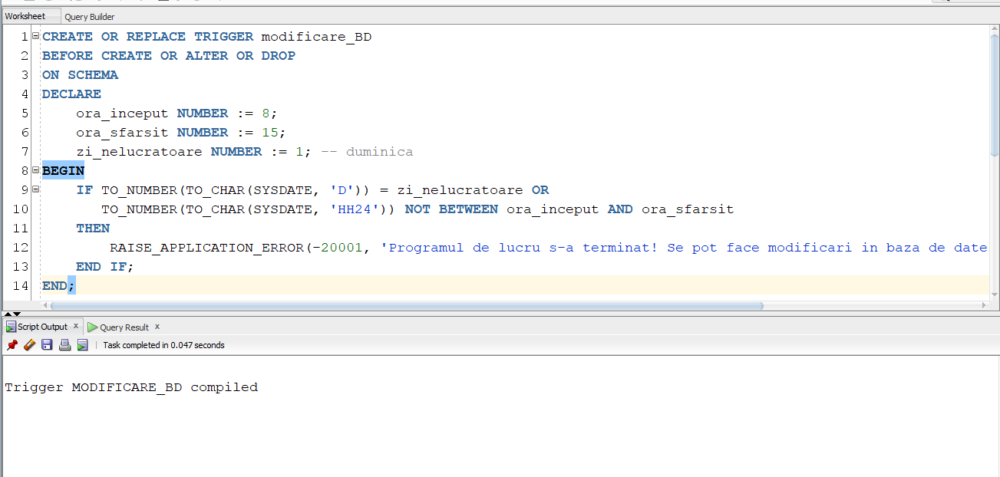 Worksheet Query Builder
1 CREATE OR REPLACE TRIGGER modificare_BD
2 BEFORE CREATE OR ALTER OR DROP
3 ON SCHEMA
4 DECLARE
5     ora_inceput NUMBER := 8;
6     ora_sfarsit NUMBER := 15;
7     zi_nelucratoare NUMBER := 1; -- duminica
8 BEGIN
9     IF TO_NUMBER(TO_CHAR(SYSDATE, 'D')) = zi_nelucratoare OR
10        TO_NUMBER(TO_CHAR(SYSDATE, 'HH24')) NOT BETWEEN ora_inceput AND ora_sfarsit
11     THEN
12         RAISE_APPLICATION_ERROR(-20001, 'Programul de lucru s-a terminat! Se pot face modificari in baza de date
13     END IF;
14 END;
Script Output x Query Result x
Task completed in 0.047 seconds
Trigger MODIFICARE_BD compiled